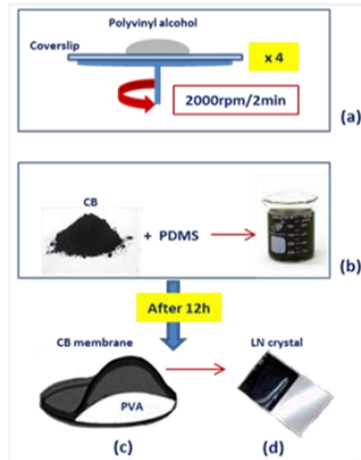 Polyvinyl alcohol
Coverslip
x 4
2000rpm/2min
(a)
CB
+ PDMS
(b)
After 12h
CB membrane
LN crystal
PVA
(c)
(d)